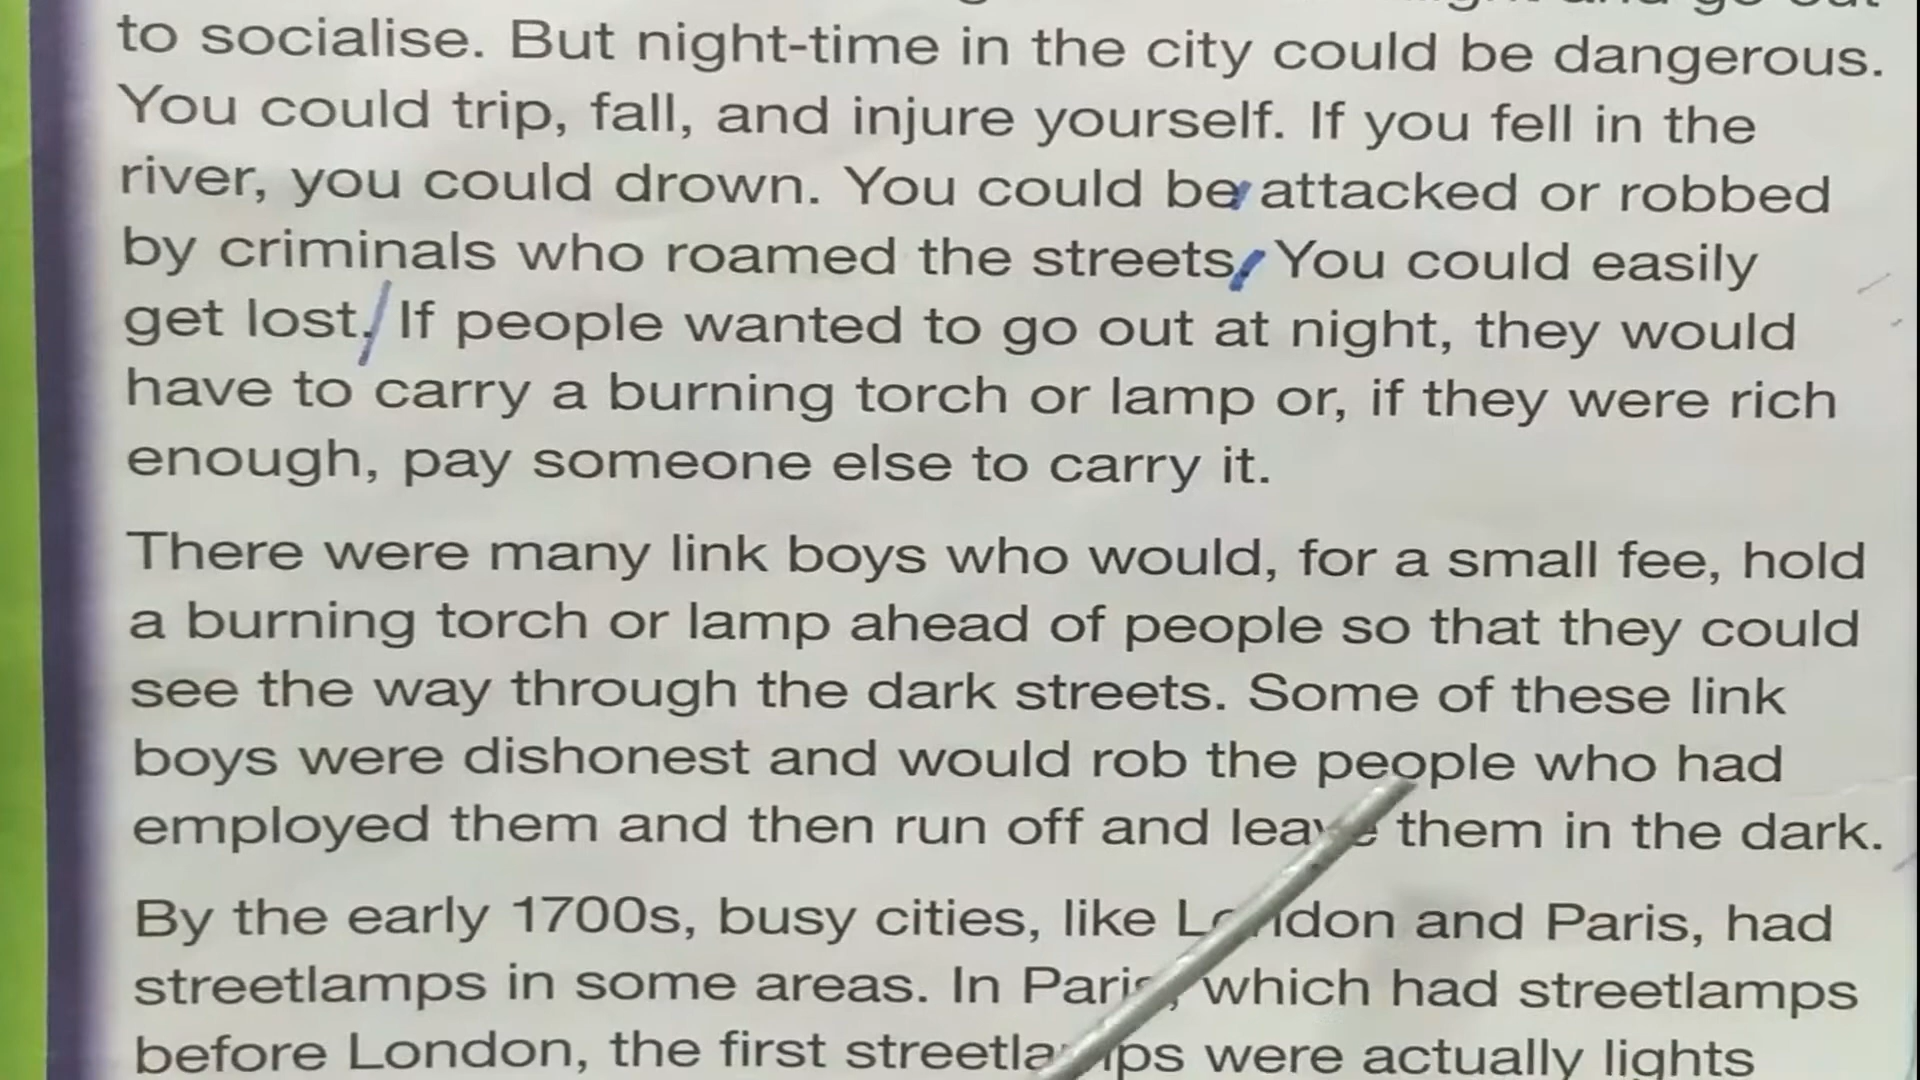 to socialise. But night-time in the city could be dangerous.
You could trip, fall, and injure yourself. If you fell in the
river, you could drown. You could be attacked or robbed
by criminals who roamed the streets. You could easily
get lost. If people wanted to go out at night, they would
have to carry a burning torch or lamp or, if they were rich
enough, pay someone else to carry it.
There were many link boys who would, for a small fee, hold
a burning torch or lamp ahead of people so that they could
see the way through the dark streets. Some of these link
boys were dishonest and would rob the people who had
employed them and then run off and leave them in the dark.
By the early 1700s, busy cities, like London and Paris, had
streetlamps in some areas. In Paris, which had streetlamps
before London, the first streetlamps were actually lights